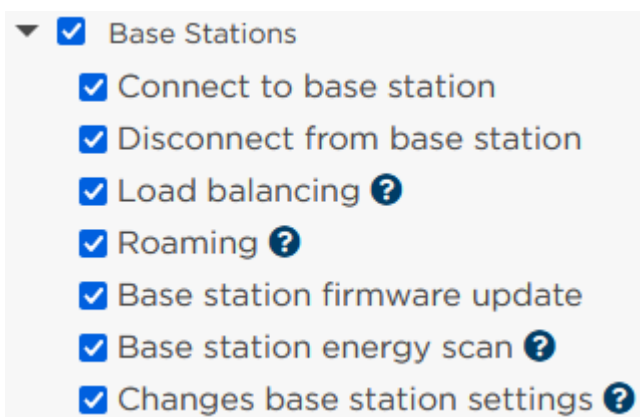 Base Stations
Connect to base station
Disconnect from base station
Load balancing ?
Roaming ?
Base station firmware update
Base station energy scan ?
Changes base station settings ?